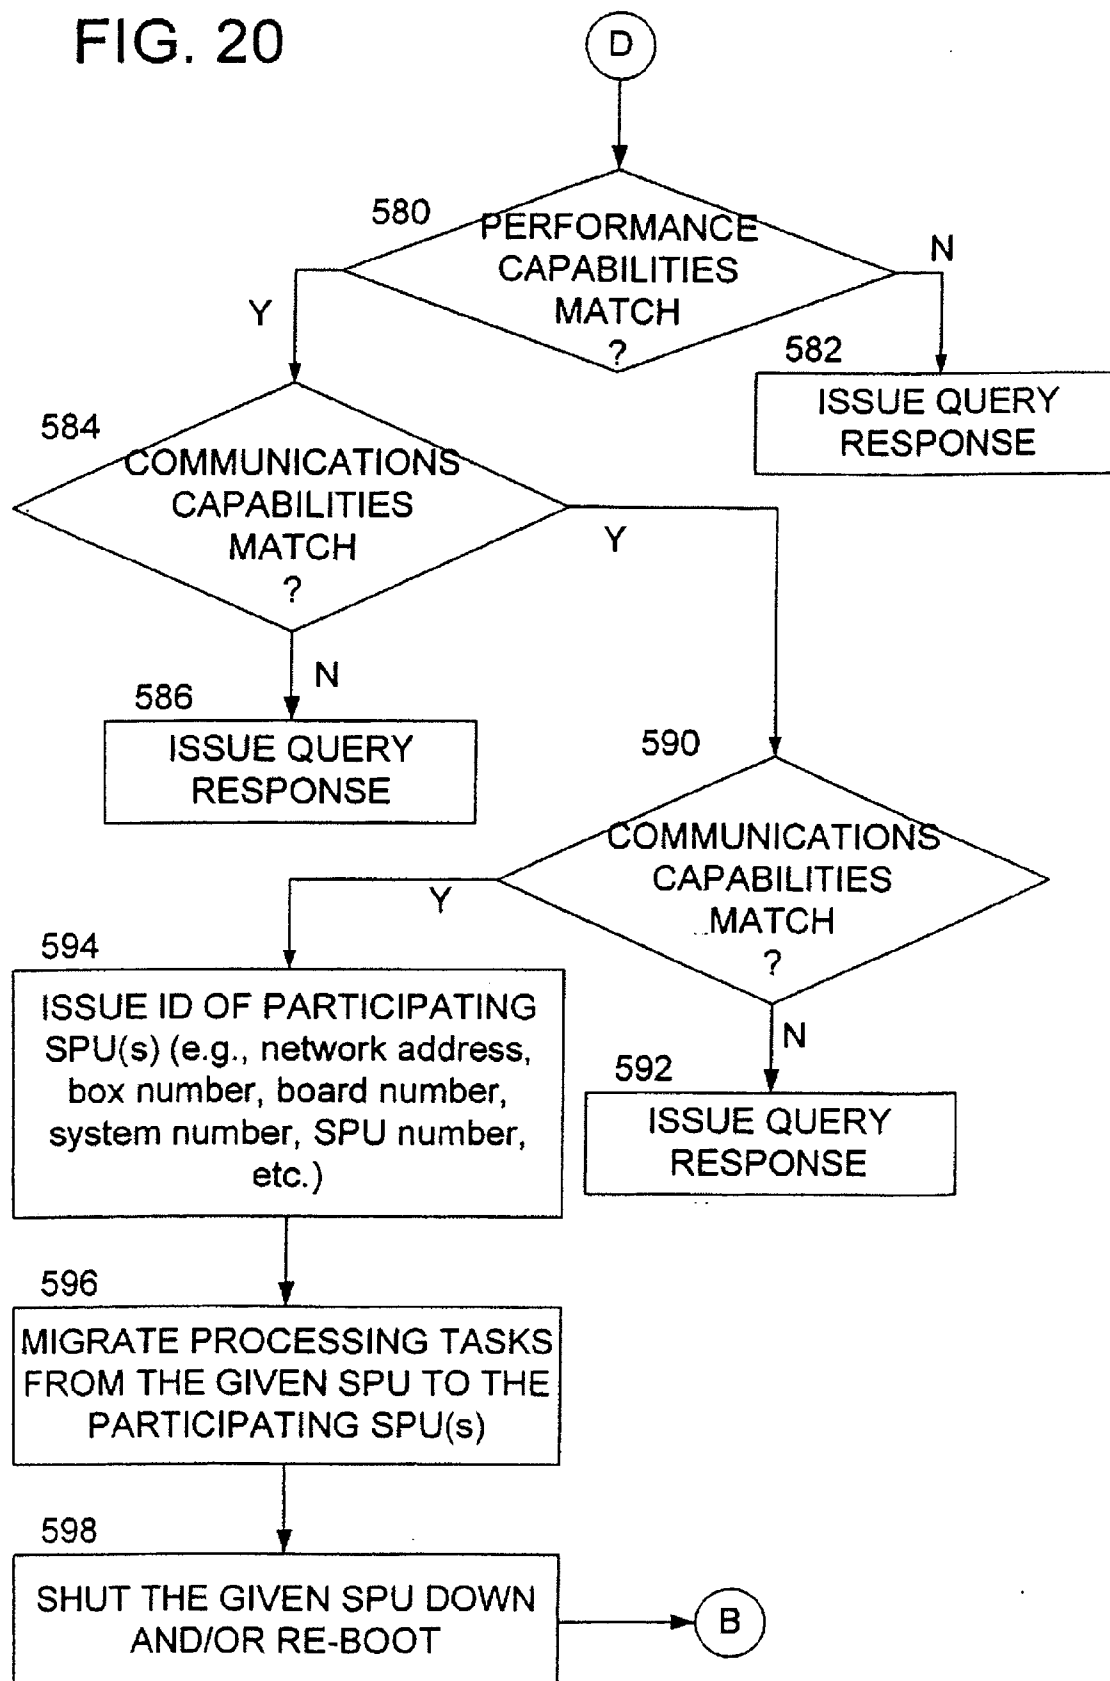 FIG. 20
D
580
PERFORMANCE
CAPABILITIES
MATCH
?
Y
N
582
ISSUE QUERY
RESPONSE
584
COMMUNICATIONS
CAPABILITIES
MATCH
?
Y
N
586
ISSUE QUERY
RESPONSE
590
COMMUNICATIONS
CAPABILITIES
MATCH
?
Y
N
592
ISSUE QUERY
RESPONSE
594
ISSUE ID OF PARTICIPATING
SPU(s) (e.g., network address,
box number, board number,
system number, SPU number,
etc.)
596
MIGRATE PROCESSING TASKS
FROM THE GIVEN SPU TO THE
PARTICIPATING SPU(s)
598
SHUT THE GIVEN SPU DOWN
AND/OR RE-BOOT
B